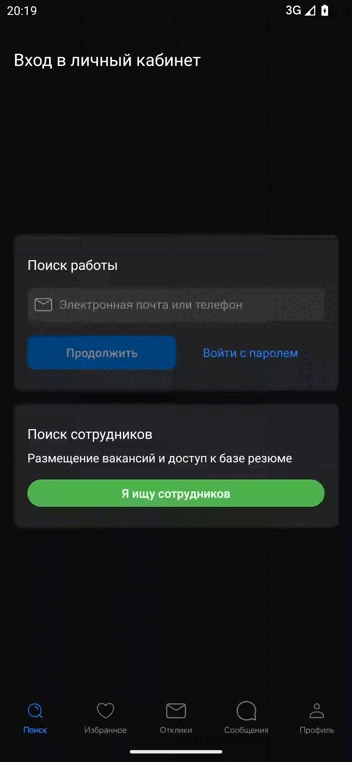 20:19
3G
Вход в личный кабинет
Поиск работы
Электронная почта или телефон
Продолжить
Войти с паролем
Поиск сотрудников
Размещение вакансий и доступ к базе резюме
Я ищу сотрудников
Поиск
Избранное
Отклики
Сообщения
Профиль